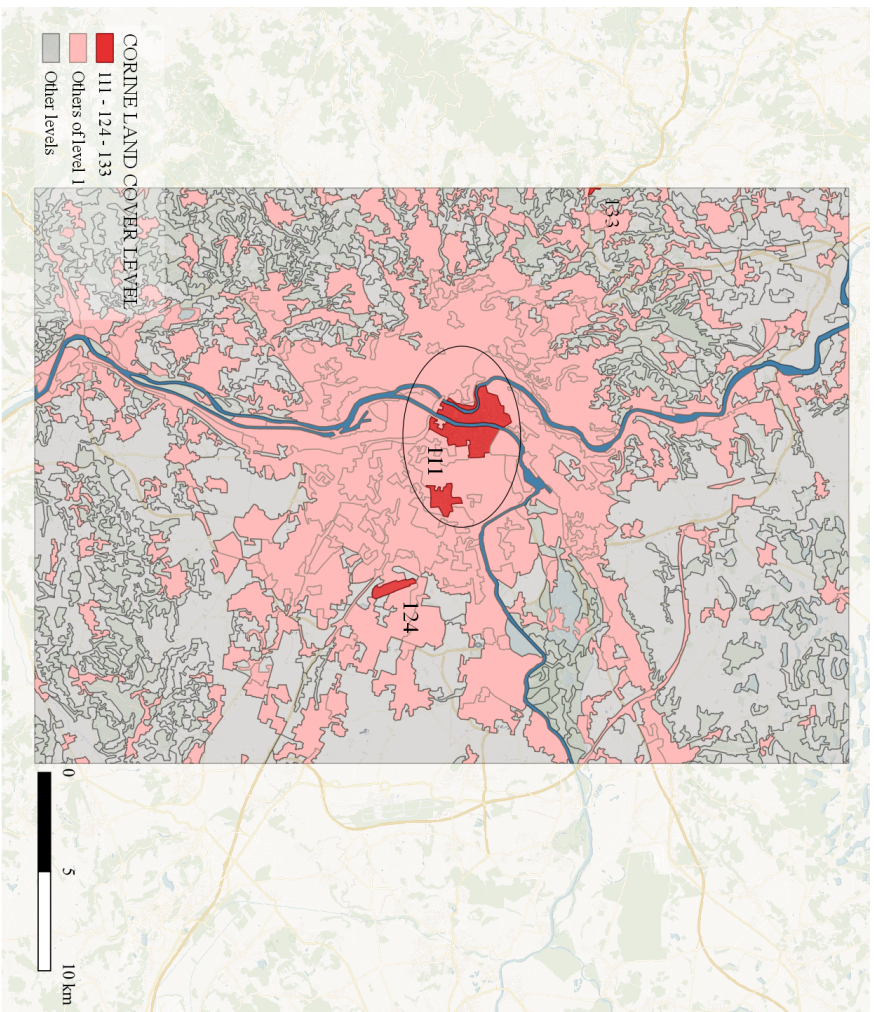 CORINE LAND COVER LEVEL
111 - 124 - 133
Others of level 1
Other levels
133
111
124
0
5
10 km